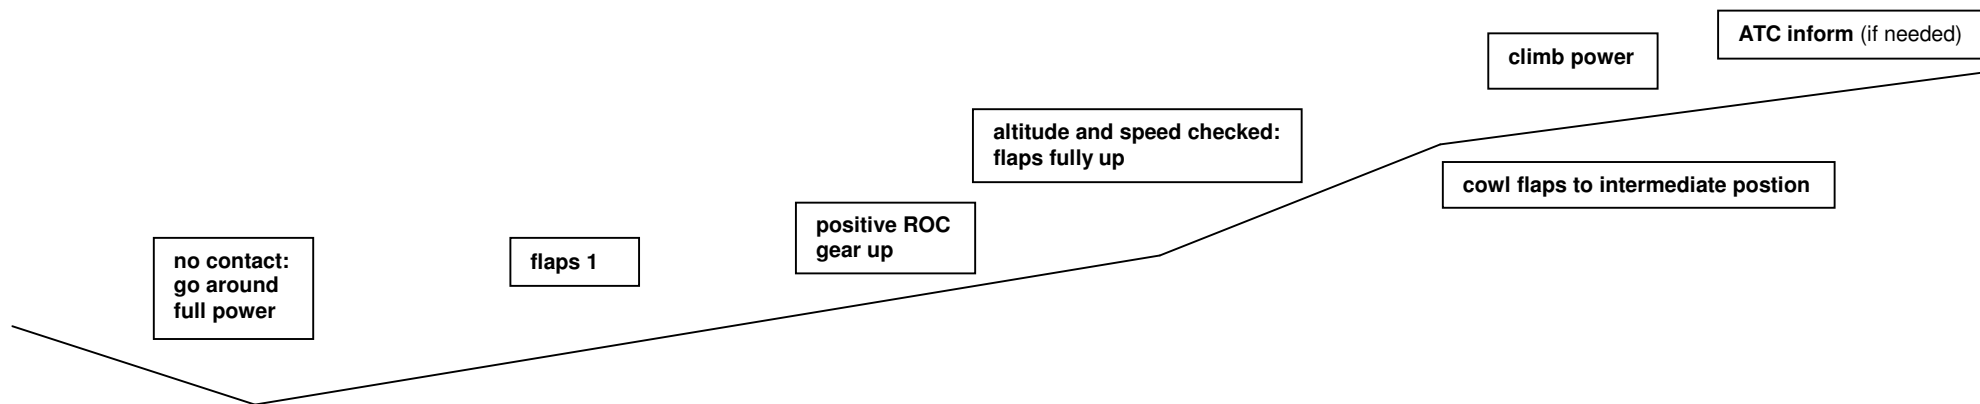 no contact:
go around
full power
flaps 1
positive ROC
gear up
altitude and speed checked:
flaps fully up
climb power
cowl flaps to intermediate postion
ATC inform (if needed)